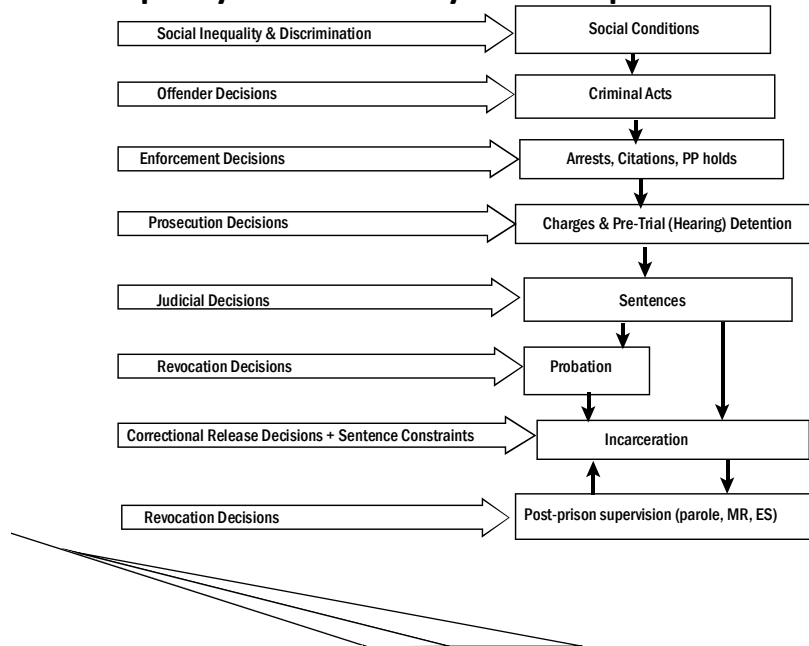 Social Inequality & Discrimination
Social Conditions
Offender Decisions
Criminal Acts
Enforcement Decisions
Arrests, Citations, PP holds
Prosecution Decisions
Charges & Pre-Trial (Hearing) Detention
Judicial Decisions
Sentences
Revocation Decisions
Probation
Correctional Release Decisions + Sentence Constraints
Incarceration
Revocation Decisions
Post-prison supervision (parole, MR, ES)